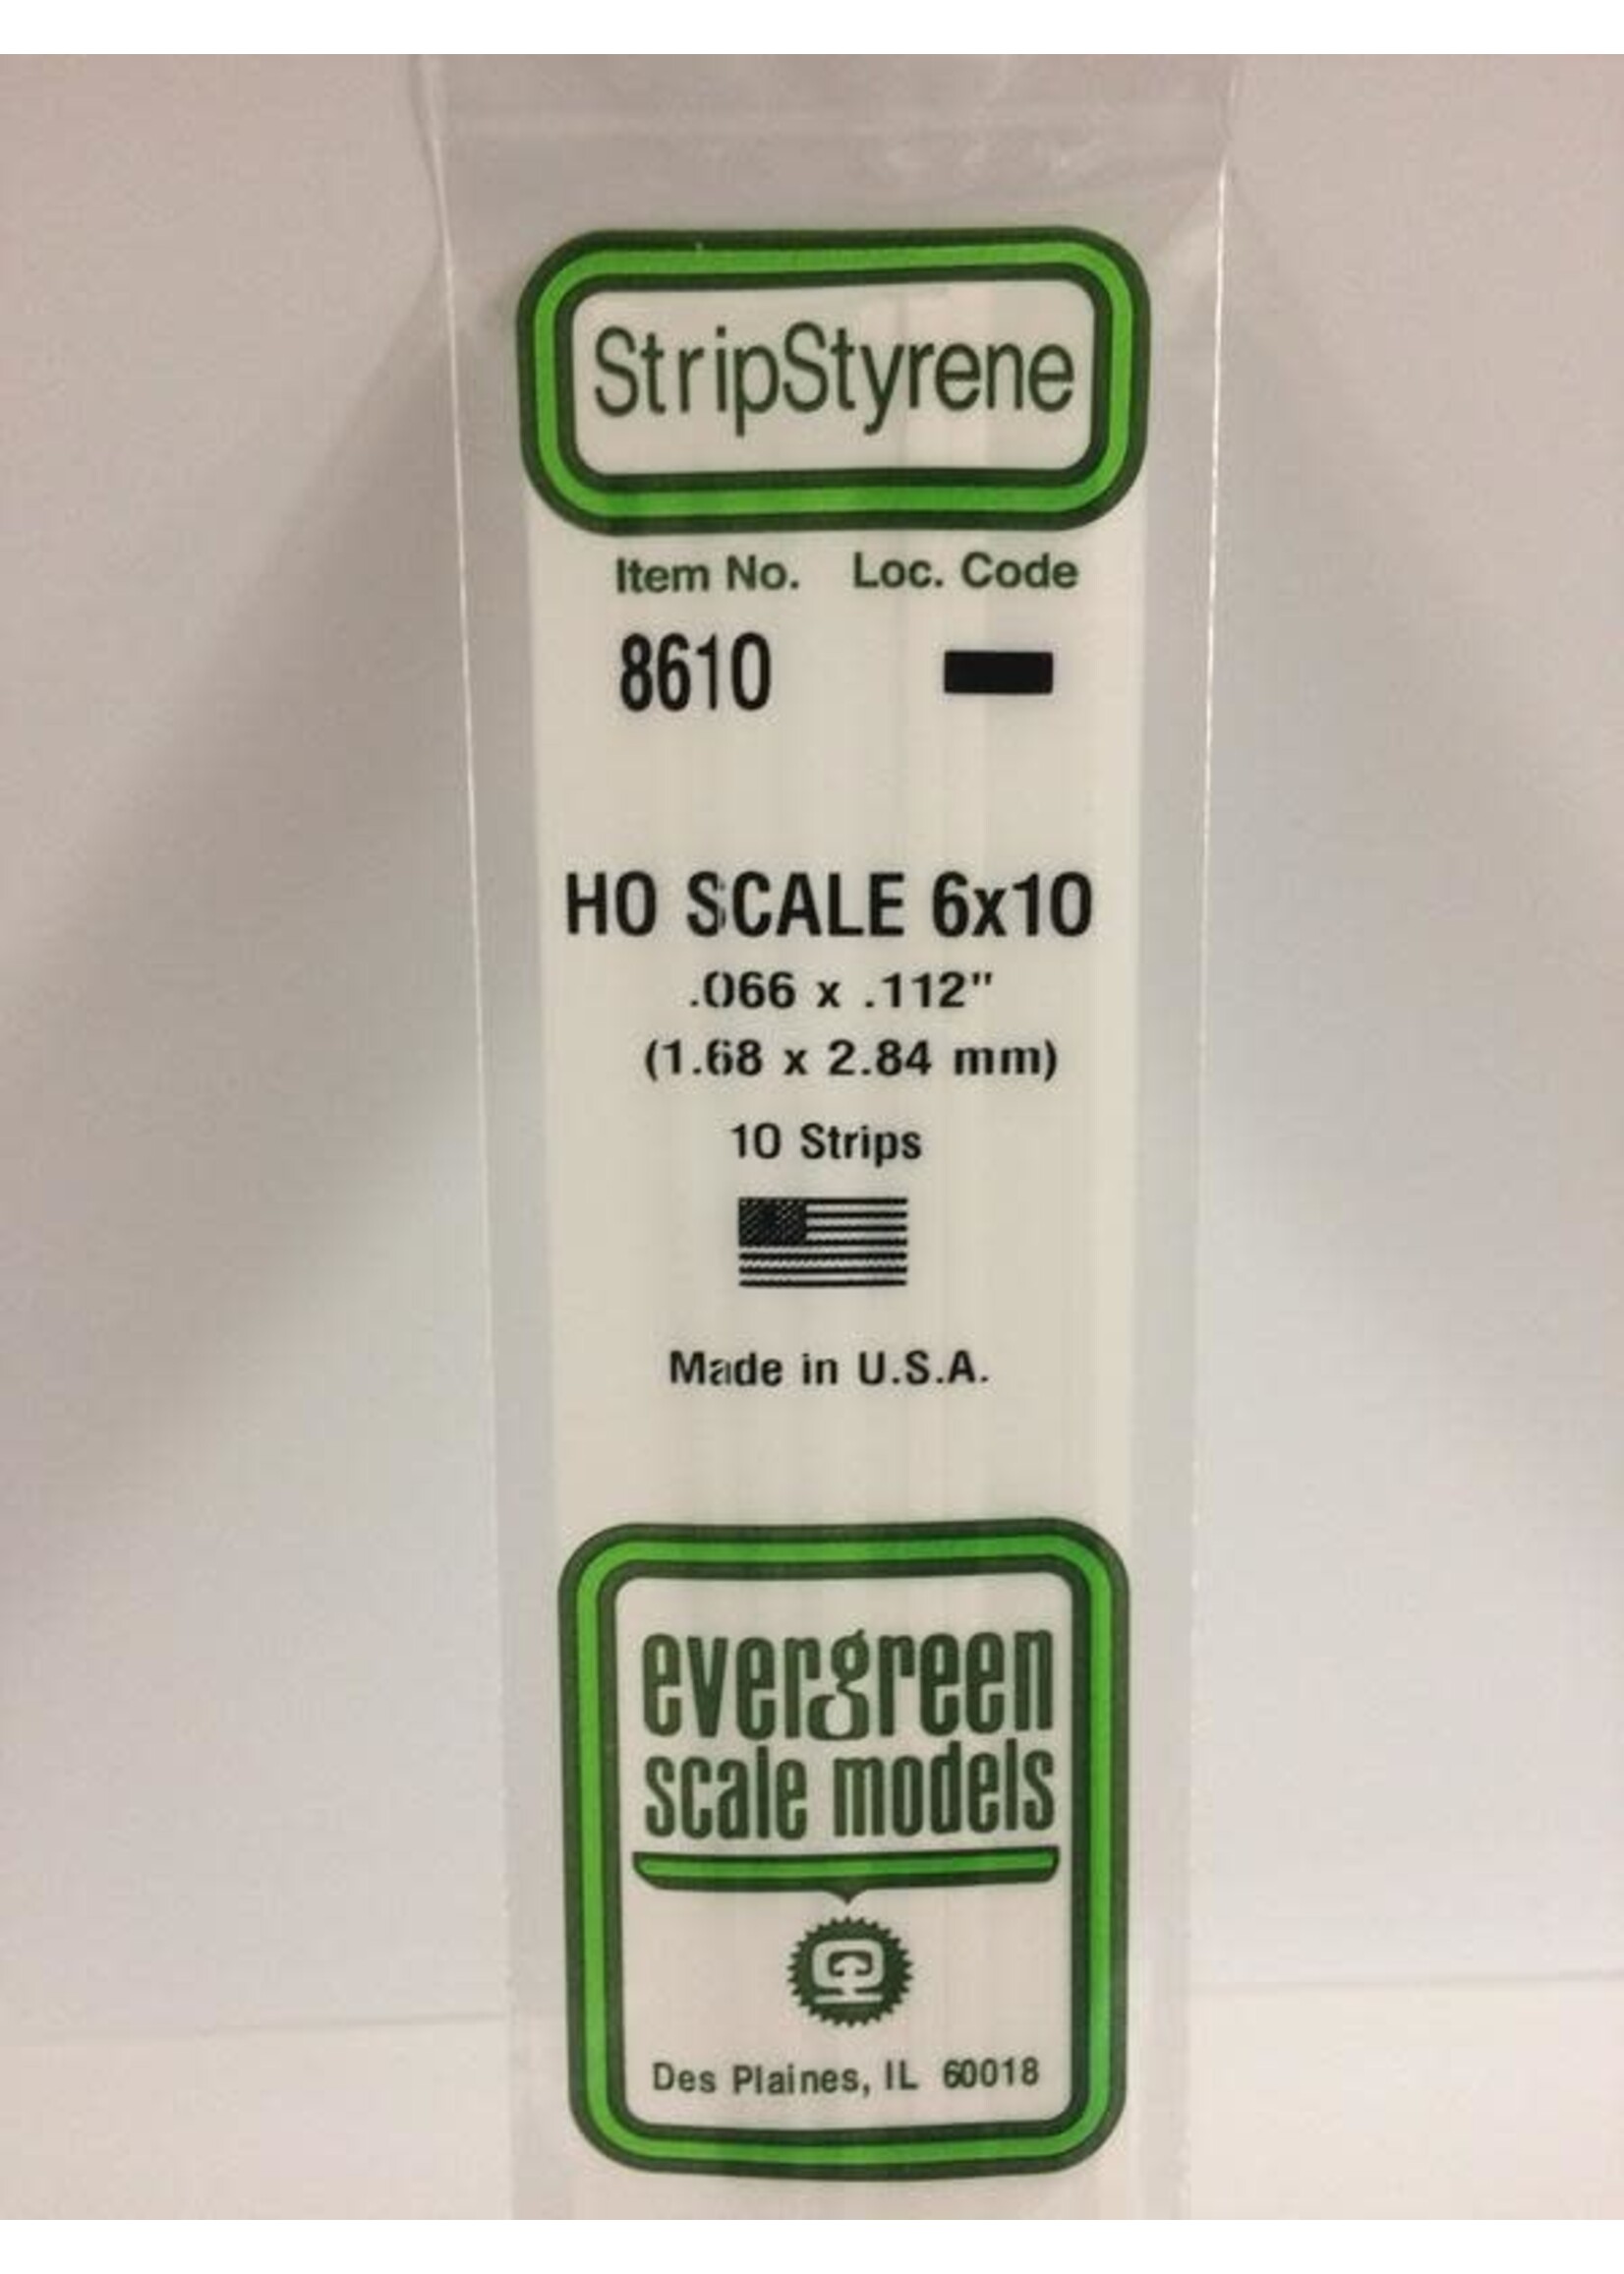 StripStyrene
Item No. Loc. Code
8610
HO SCALE 6x10
.066 x .112"
(1.68 x 2.84 mm)
10 Strips
Made in U.S.A.
evergreen
scale models
Des Plaines, IL 60018